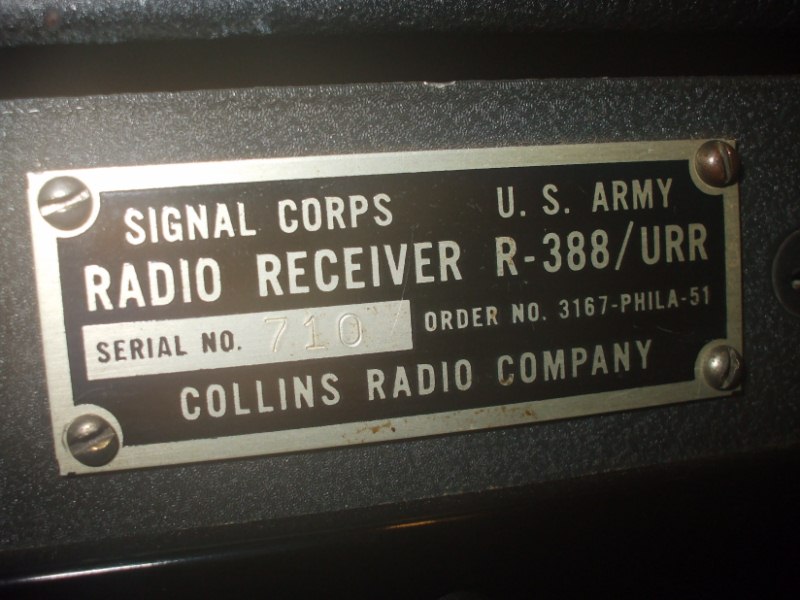 SIGNAL CORPS U. S. ARMY
RADIO RECEIVER R-388/URR
SERIAL NO. 710 ORDER NO. 3167-PHILA-51
COLLINS RADIO COMPANY